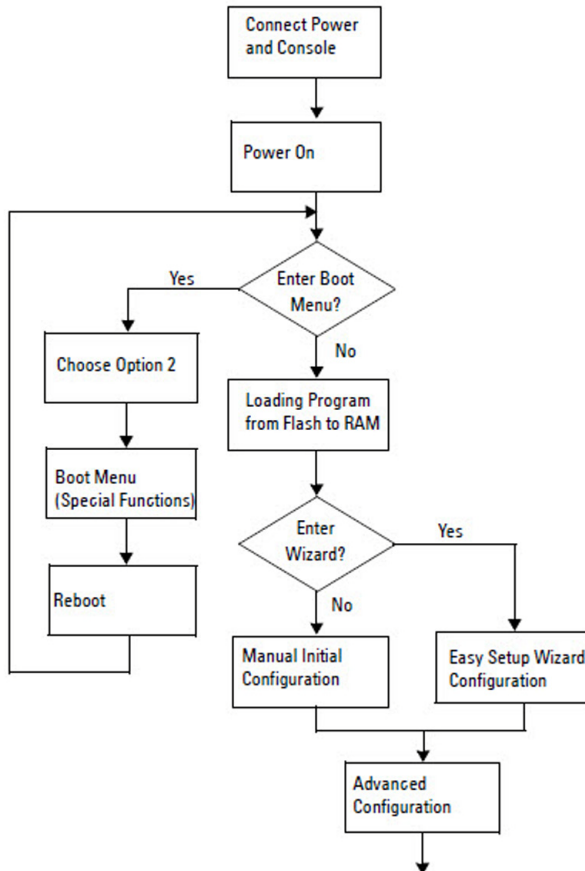 Connect Power
and Console
Power On
Enter Boot
Menu?
Yes
No
Choose Option 2
Loading Program
from Flash to RAM
Boot Menu
(Special Functions)
Enter
Wizard?
Yes
No
Reboot
Manual Initial
Configuration
Easy Setup Wizard
Configuration
Advanced
Configuration